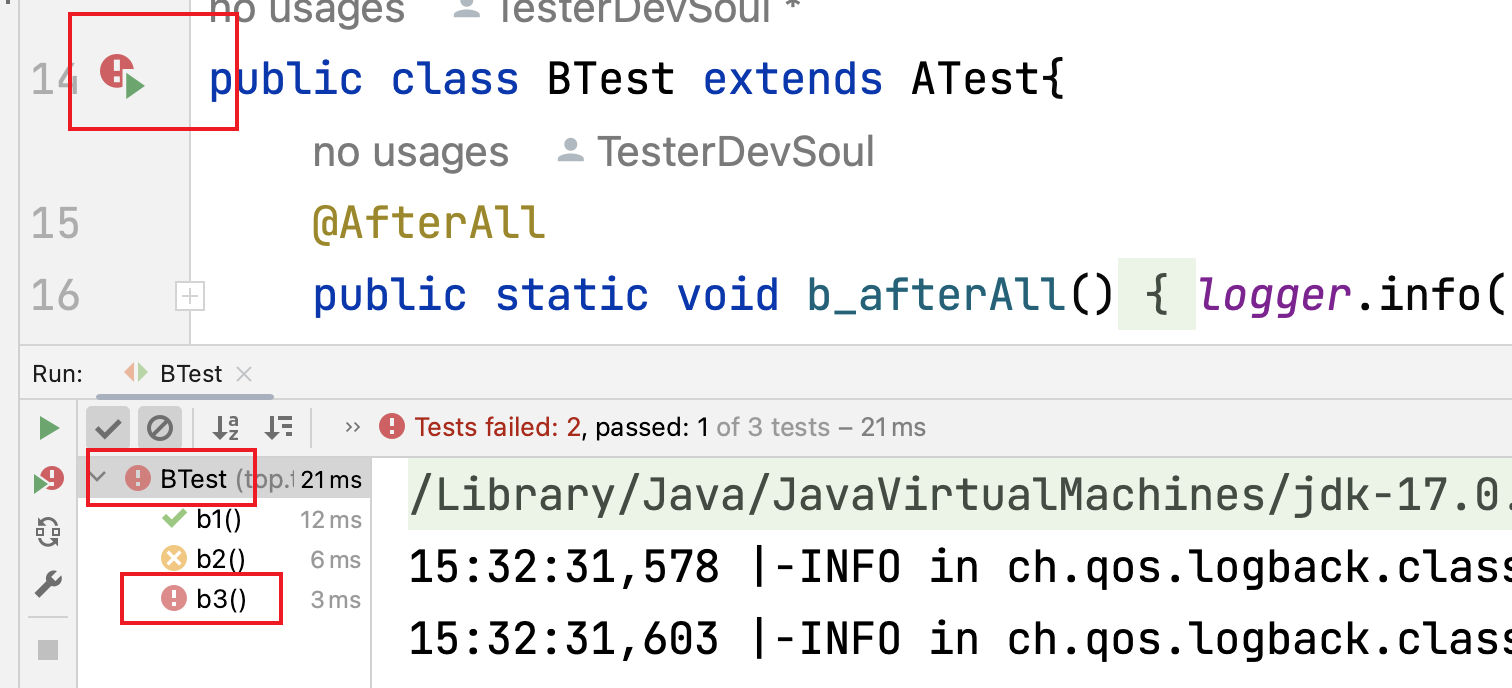 no usages TesterDevSoul *
14 public class BTest extends ATest{
no usages TesterDevSoul
15 @AfterAll
16 public static void b_afterAll() { logger.info(
Run: BTest
Tests failed: 2, passed: 1 of 3 tests – 21 ms
BTest (top.t 21 ms
b1() 12 ms
b2() 6 ms
b3() 3 ms
/Library/Java/JavaVirtualMachines/jdk-17.0.
15:32:31,578 |-INFO in ch.qos.logback.class
15:32:31,603 |-INFO in ch.qos.logback.class